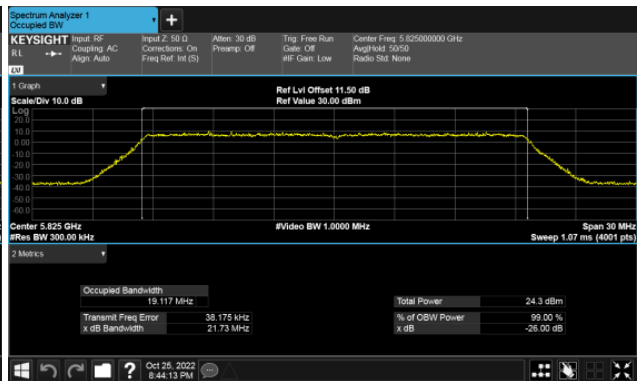 Spectrum Analyzer 1
Occupied BW
KEYSIGHT Input: RF Input Z: 50 Ω Atten: 30 dB Trig: Free Run Center Freq: 5.825000000 GHz
RL Coupling: AC Corrections: On Preamp: Off Gate: Off Avg|Hold: 50/50
Align: Auto Freq Ref: Int (S) #IF Gain: Low Radio Std: None
LXI
1 Graph Ref Lvl Offset 11.50 dB
Scale/Div 10.0 dB Ref Value 30.00 dBm
Log
20.0
10.0
0.00
-10.0
-20.0
-30.0
-40.0
-50.0
-60.0
Center 5.825 GHz #Video BW 1.0000 MHz Span 30 MHz
#Res BW 300.00 kHz Sweep 1.07 ms (4001 pts)
2 Metrics
Occupied Bandwidth
19.117 MHz Total Power 24.3 dBm
Transmit Freq Error 38.175 kHz % of OBW Power 99.00 %
x dB Bandwidth 21.73 MHz x dB -26.00 dB
? Oct 25, 2022
8:44:13 PM